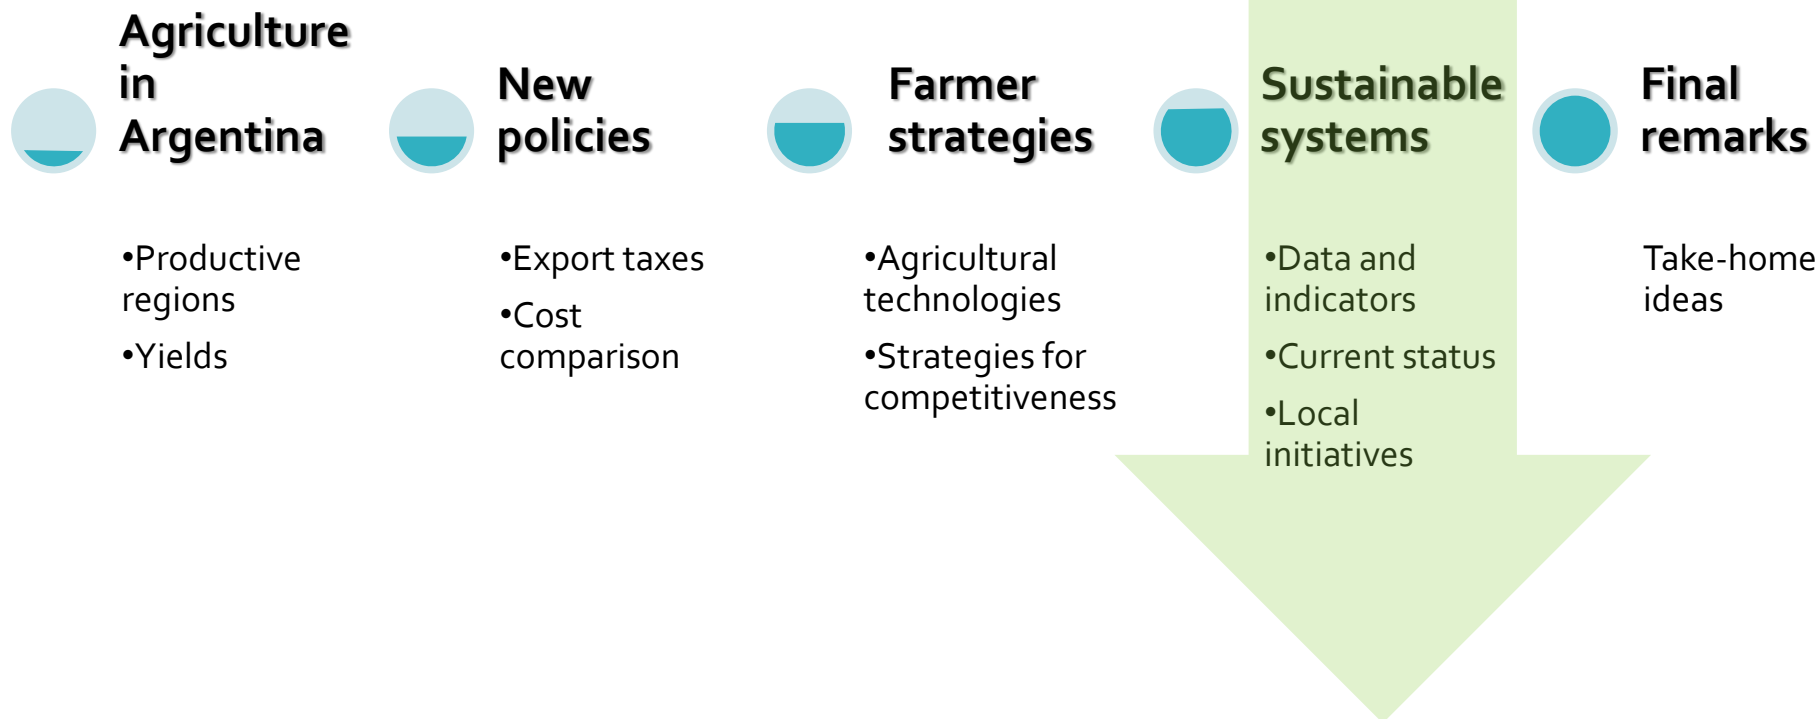 Agriculture
in
Argentina
•Productive
regions
•Yields
New
policies
•Export taxes
•Cost
comparison
Farmer
strategies
•Agricultural
technologies
•Strategies for
competitiveness
Sustainable
systems
•Data and
indicators
•Current status
•Local
initiatives
Final
remarks
Take-home
ideas